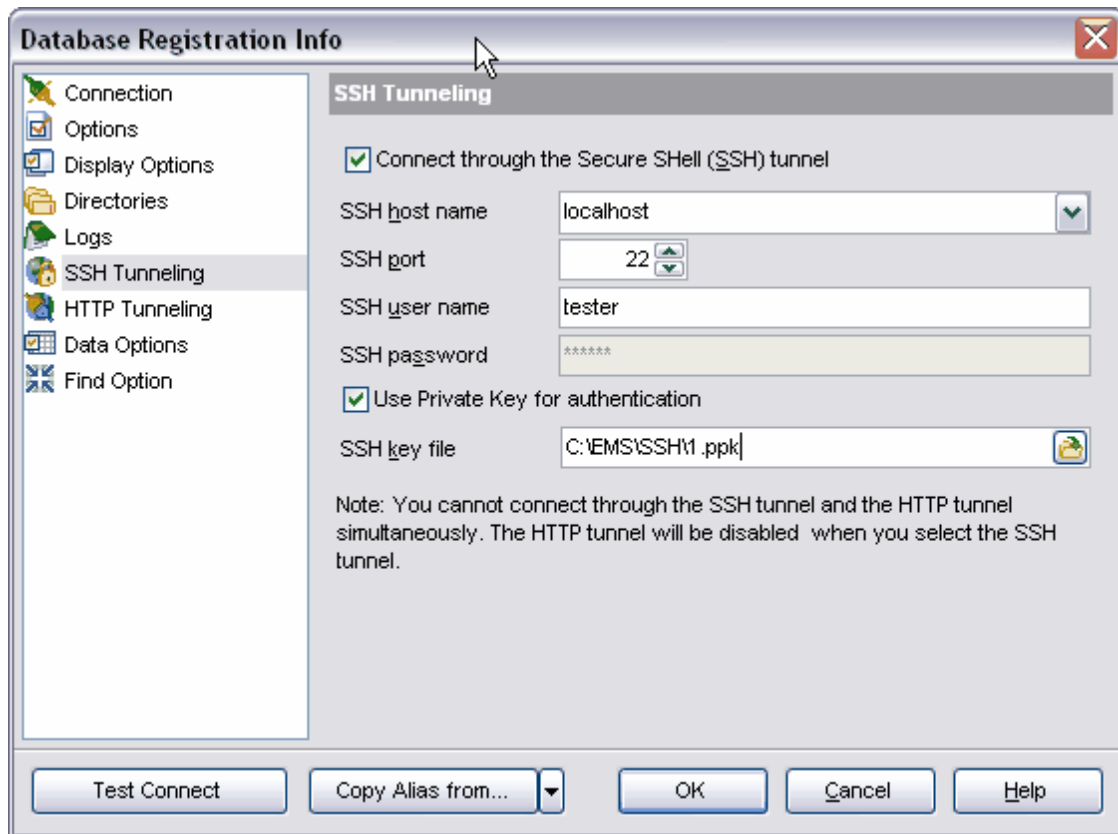 Database Registration Info
Connection
Options
Display Options
Directories
Logs
SSH Tunneling
HTTP Tunneling
Data Options
Find Option
SSH Tunneling
Connect through the Secure SHell (SSH) tunnel
SSH host name
localhost
SSH port
22
SSH user name
tester
SSH password
******
Use Private Key for authentication
SSH key file
C:\EMS\SSH\1.ppk
Note: You cannot connect through the SSH tunnel and the HTTP tunnel
simultaneously. The HTTP tunnel will be disabled when you select the SSH
tunnel.
Test Connect
Copy Alias from...
OK
Cancel
Help